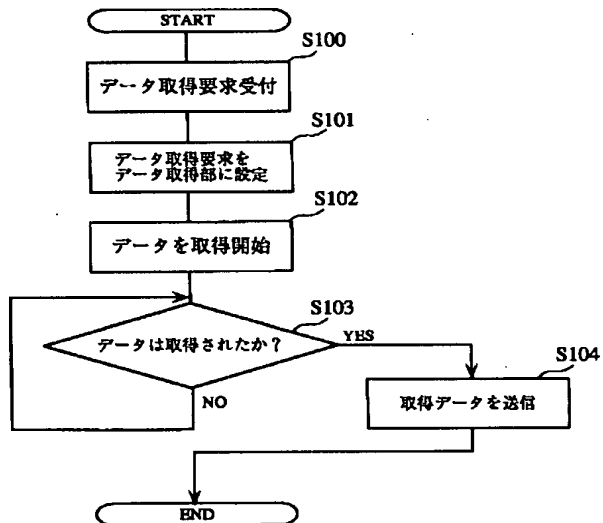 START
S100
データ取得要求受付
S101
データ取得要求を
データ取得部に設定
S102
データを取得開始
S103
データは取得されたか？
YES
NO
S104
取得データを送信
END